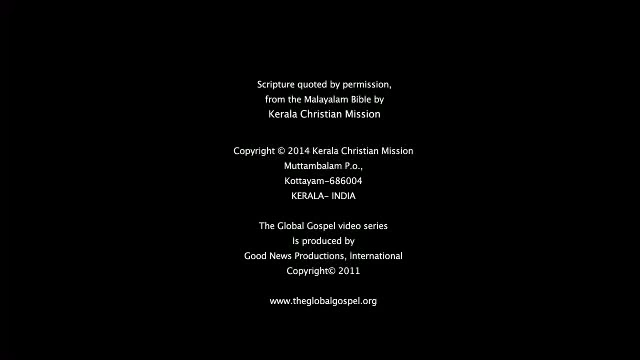 Scripture quoted by permission,
from the Malayalam Bible by
Kerala Christian Mission
Copyright © 2014 Kerala Christian Mission
Muttambalam P.o.,
Kottayam-686004
KERALA- INDIA
The Global Gospel video series
Is produced by
Good News Productions, International
Copyright© 2011
www.theglobalgospel.org